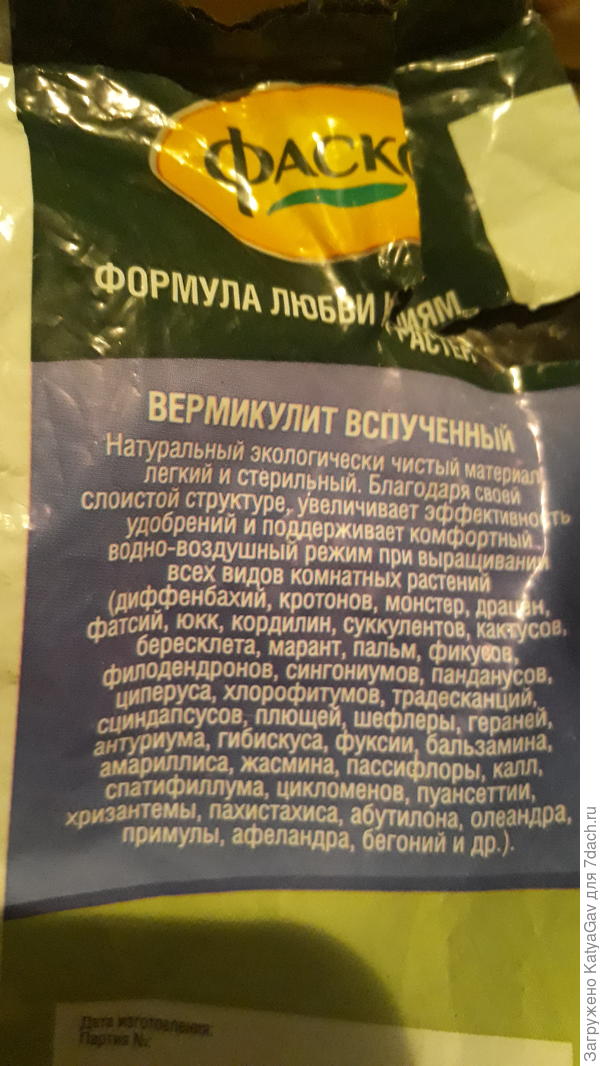 ФАСКО
ФОРМУЛА ЛЮБВИ К
РАСТЕНИЯМ
ВЕРМИКУЛИТ ВСПУЧЕННЫЙ
Натуральный экологически чистый материал,
легкий и стерильный. Благодаря своей
слоистой структуре, увеличивает эффективность
удобрений и поддерживает комфортный
водно-воздушный режим при выращивании
всех видов комнатных растений
(диффенбахий, кротонов, монстер, драцен,
фатсий, юкк, кордилин, суккулентов, кактусов,
бересклета, марант, пальм, фикусов,
филодендронов, сингониумов, панданусов,
циперуса, хлорофитумов, традесканций,
сциндапсусов, плющей, шефлеры, гераней,
антуриума, гибискуса, фуксии, бальзамина,
амариллиса, жасмина, пассифлоры, калл,
спатифиллума, цикломенов, пуансеттии,
хризантемы, пахистахиса, абутилона, олеандра,
примулы, афеландра, бегоний и др.).
Дата изготовления:
Партия №:
Загружено KatyaGav для 7dach.ru